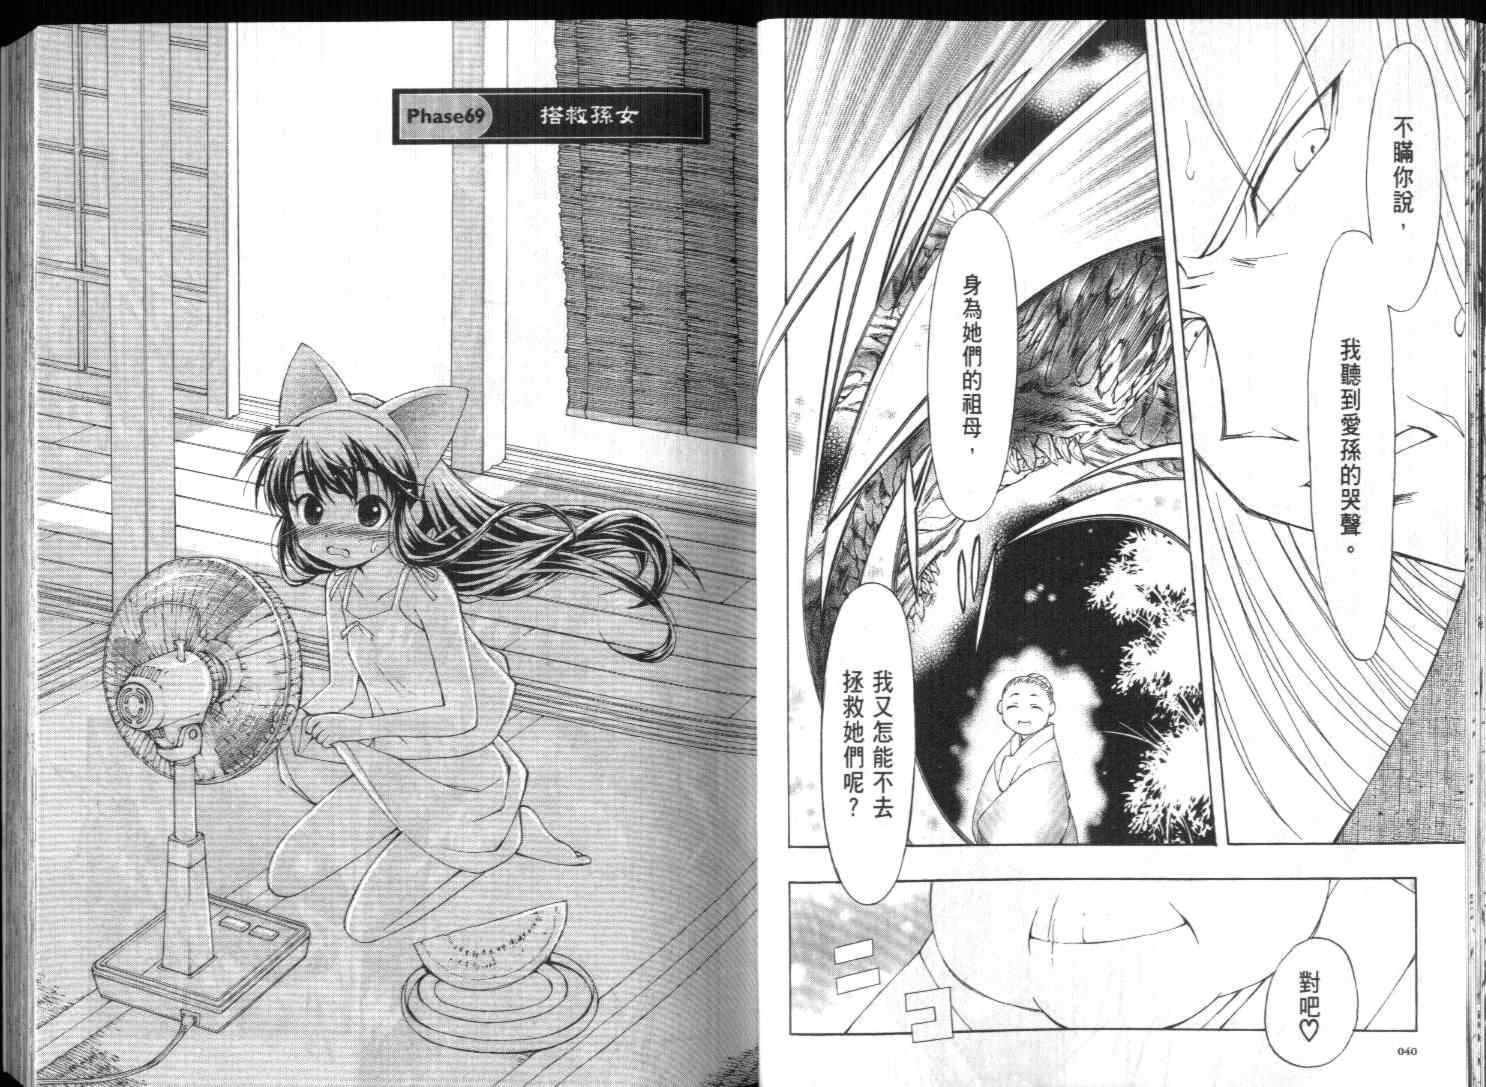 不瞞你說，
我聽到愛孫的哭聲。
身為她們的祖母，
我又怎能不去
拯救她們呢？
ニコ
對吧♡
040
Phase69 搭救孫女